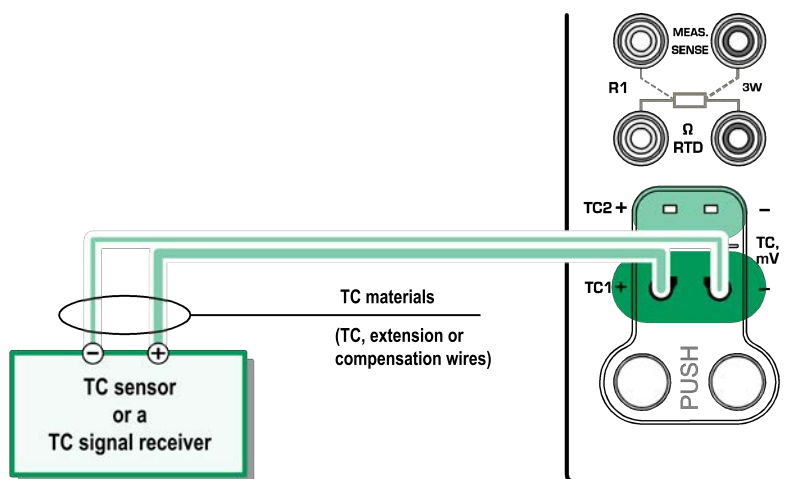 MEAS.
SENSE
R1
3W
Ω
RTD
TC2 +
–
TC,
mV
TC1 +
–
PUSH
TC materials
(TC, extension or
compensation wires)
– +
TC sensor
or a
TC signal receiver